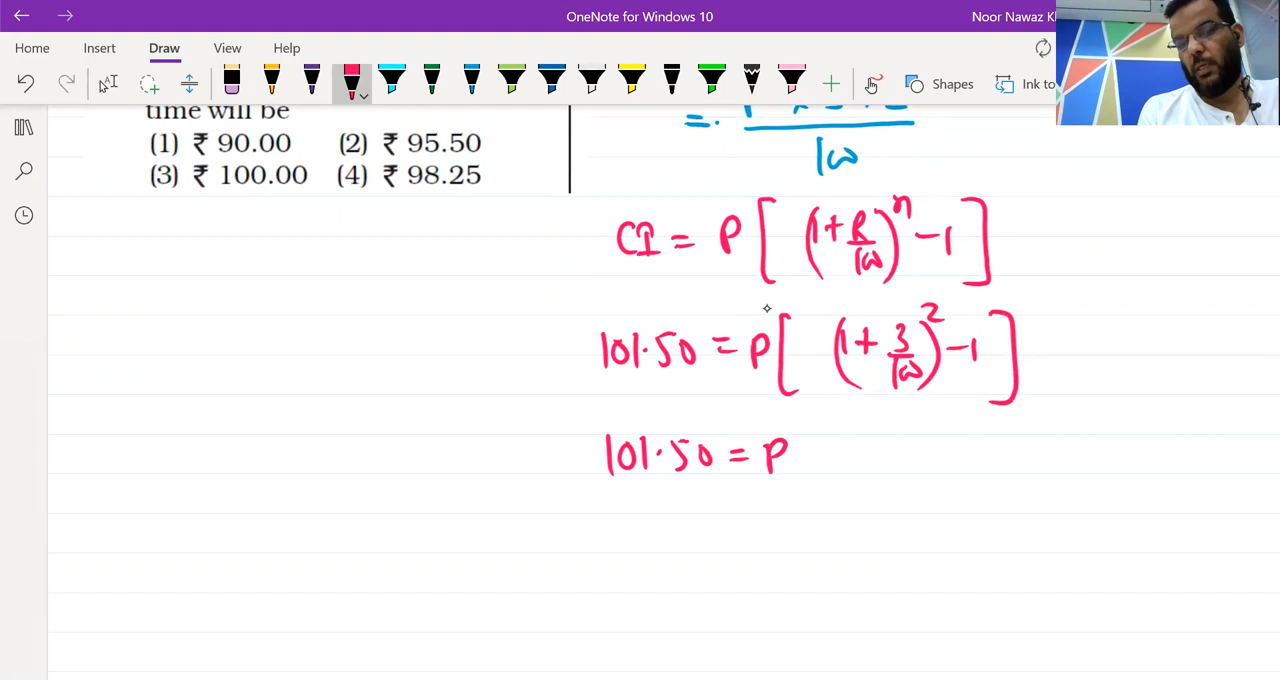 OneNote for Windows 10
Noor Nawaz
Home Insert Draw View Help
Shapes Ink to
time will be
(1) ₹ 90.00 (2) ₹ 95.50
(3) ₹ 100.00 (4) ₹ 98.25
100
CI = P[(1+R/100)ⁿ-1]
101.50 = P[(1+3/100)²-1]
101.50 = P